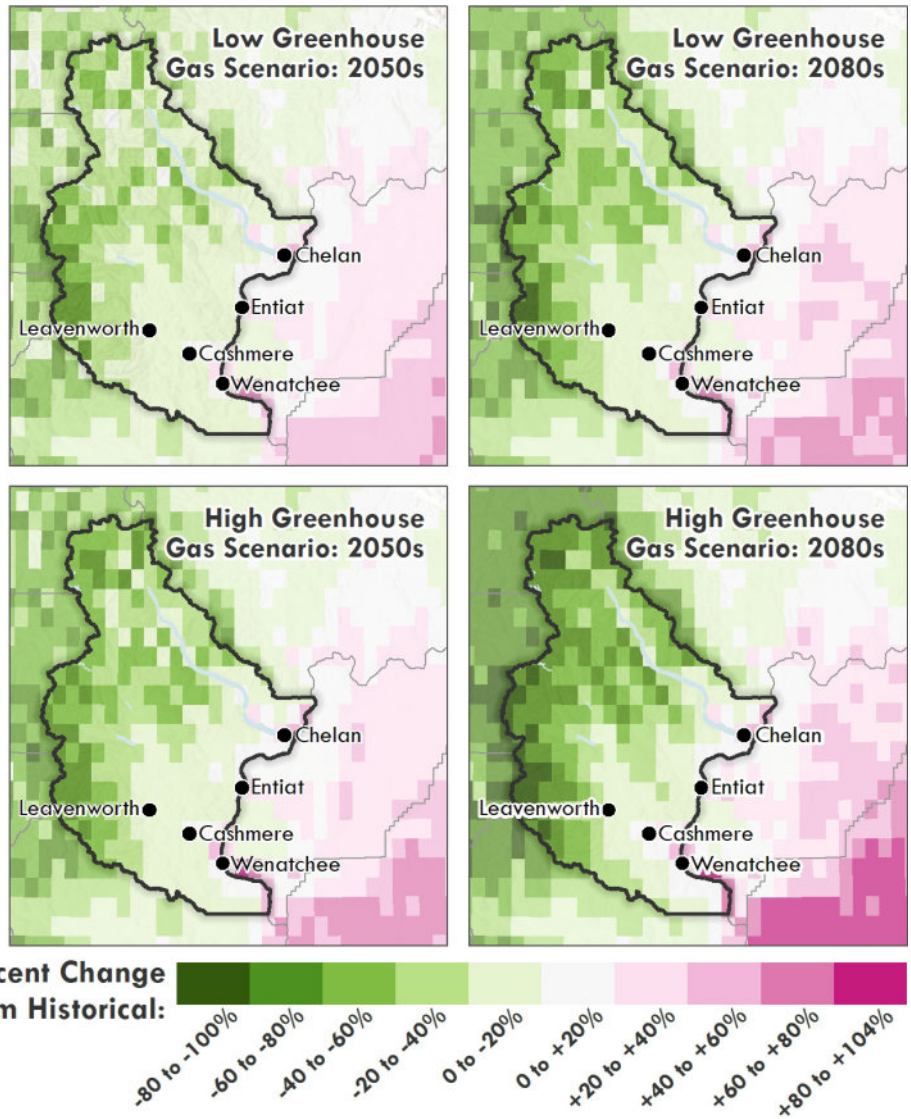 Low Greenhouse
Gas Scenario: 2050s
Chelan
Entiat
Leavenworth
Cashmere
Wenatchee
Low Greenhouse
Gas Scenario: 2080s
Chelan
Entiat
Leavenworth
Cashmere
Wenatchee
High Greenhouse
Gas Scenario: 2050s
Chelan
Entiat
Leavenworth
Cashmere
Wenatchee
High Greenhouse
Gas Scenario: 2080s
Chelan
Entiat
Leavenworth
Cashmere
Wenatchee
cent Change
m Historical:
-80 to -100%
-60 to -80%
-40 to -60%
-20 to -40%
0 to -20%
0 to +20%
+20 to +40%
+40 to +60%
+60 to +80%
+80 to +104%